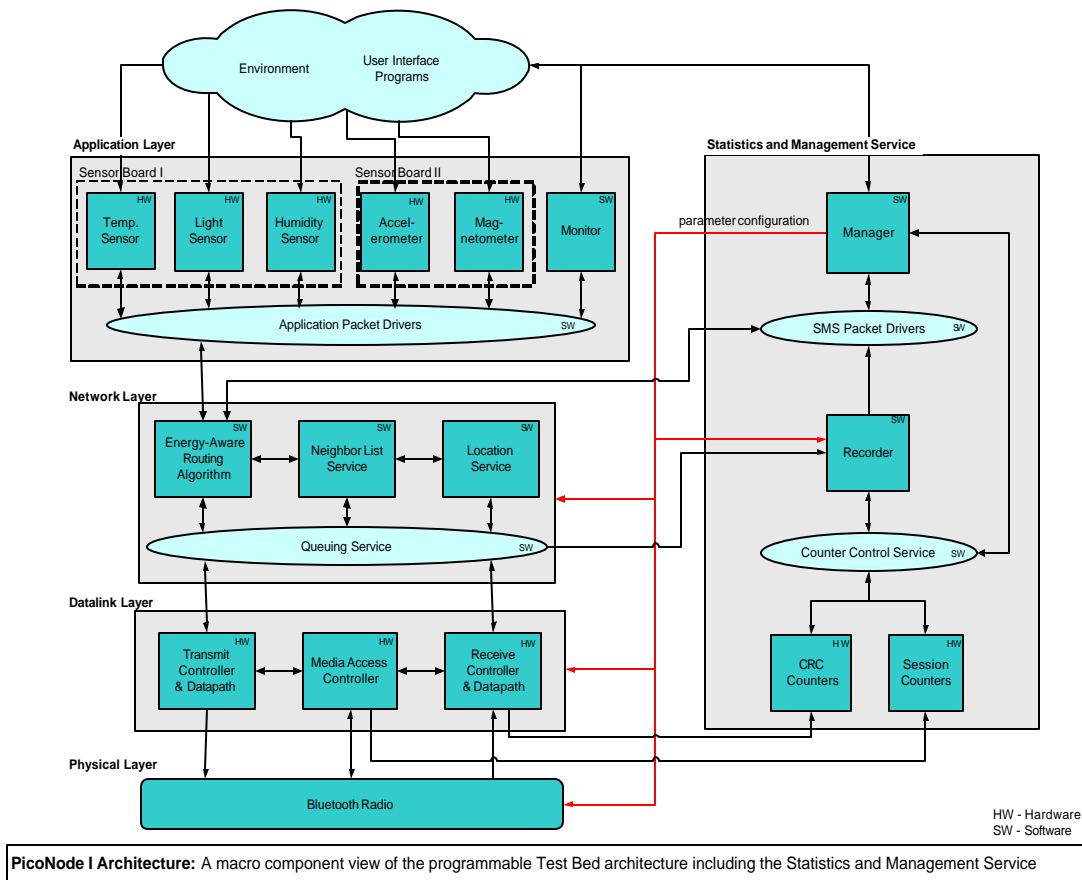 Environment
User Interface
Programs
Application Layer
Statistics and Management Service
Sensor Board I
Sensor Board II
HW
Temp.
Sensor
HW
Light
Sensor
HW
Humidity
Sensor
HW
Accel-
erometer
HW
Mag-
netometer
SW
Monitor
parameter configuration
SW
Manager
Application Packet Drivers
SW
SMS Packet Drivers
SW
Network Layer
SW
Energy-Aware
Routing
Algorithm
SW
Neighbor List
Service
SW
Location
Service
SW
Recorder
Queuing Service
SW
Counter Control Service
SW
Datalink Layer
HW
Transmit
Controller
& Datapath
HW
Media Access
Controller
HW
Receive
Controller
& Datapath
HW
CRC
Counters
HW
Session
Counters
Physical Layer
Bluetooth Radio
HW - Hardware
SW - Software
PicoNode I Architecture: A macro component view of the programmable Test Bed architecture including the Statistics and Management Service